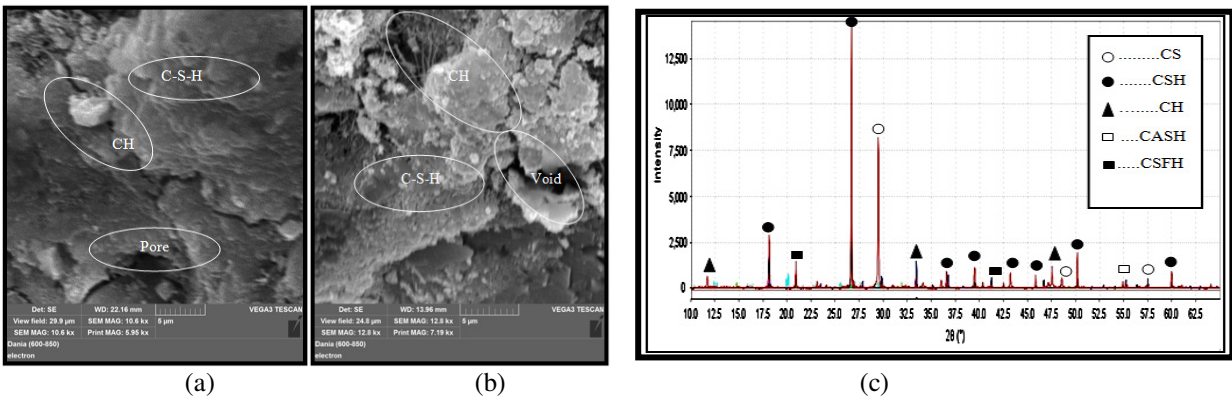 C-S-H
CH
Pore
Det: SE WD: 22.16 mm VEGA3 TESCAN
View field: 29.9 µm SEM MAG: 10.6 kx 5 µm
SEM MAG: 10.6 kx Print MAG: 5.95 kx
Dania (600-850)
electron
(a)
CH
C-S-H
Void
Det: SE WD: 13.96 mm VEGA3 TESCAN
View field: 24.8 µm SEM MAG: 12.8 kx 5 µm
SEM MAG: 12.8 kx Print MAG: 7.19 kx
Dania (600-850)
electron
(b)
Intensity
12,500
10,000
7,500
5,000
2,500
0
10.0 12.5 15.0 17.5 20.0 22.5 25.0 27.5 30.0 32.5 35.0 37.5 40.0 42.5 45.0 47.5 50.0 52.5 55.0 57.5 60.0 62.5
2θ (°)
.........CS
........CSH
........CH
......CASH
......CSFH
(c)